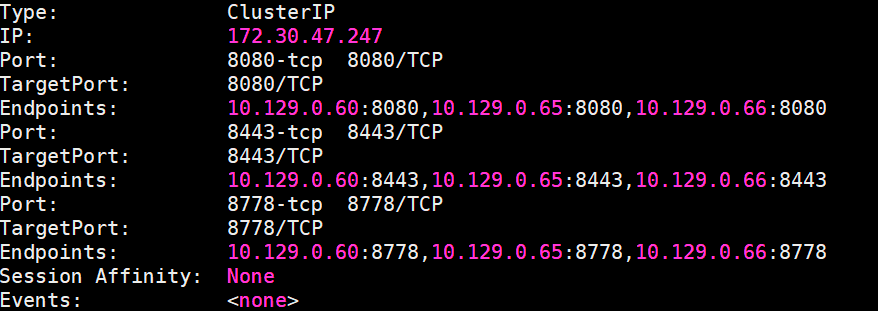 Type: ClusterIP
IP: 172.30.47.247
Port: 8080-tcp 8080/TCP
TargetPort: 8080/TCP
Endpoints: 10.129.0.60:8080,10.129.0.65:8080,10.129.0.66:8080
Port: 8443-tcp 8443/TCP
TargetPort: 8443/TCP
Endpoints: 10.129.0.60:8443,10.129.0.65:8443,10.129.0.66:8443
Port: 8778-tcp 8778/TCP
TargetPort: 8778/TCP
Endpoints: 10.129.0.60:8778,10.129.0.65:8778,10.129.0.66:8778
Session Affinity: None
Events: <none>